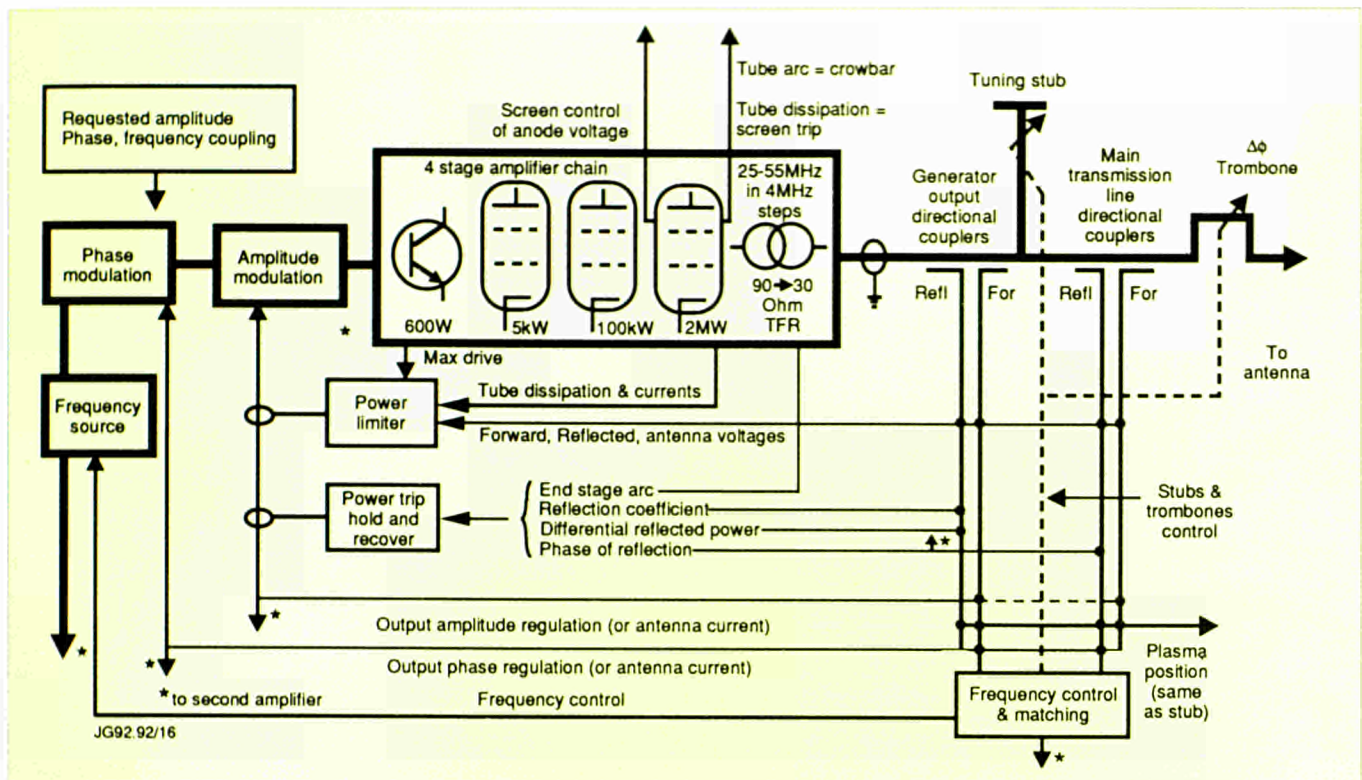 Requested amplitude
Phase, frequency coupling
Screen control
of anode voltage
Tube arc = crowbar
Tube dissipation =
screen trip
Tuning stub
Δϕ
Trombone
Phase
modulation
Amplitude
modulation
4 stage amplifier chain
600W
5kW
100kW
2MW
25-55MHz
in 4MHz
steps
90→30
Ohm
TFR
Generator
output
directional
couplers
Main
transmission
line
directional
couplers
Refl
For
Refl
For
To
antenna
*
Max drive
Frequency
source
Power
limiter
Tube dissipation & currents
Forward, Reflected, antenna voltages
Power trip
hold and
recover
End stage arc
Reflection coefficient
Differential reflected power
Phase of reflection
*
Stubs &
trombones
control
*
Output amplitude regulation (or antenna current)
*
*
Output phase regulation (or antenna current)
Plasma
position
(same
as stub)
*to second amplifier
Frequency control
Frequency control
& matching
*
JG92.92/16